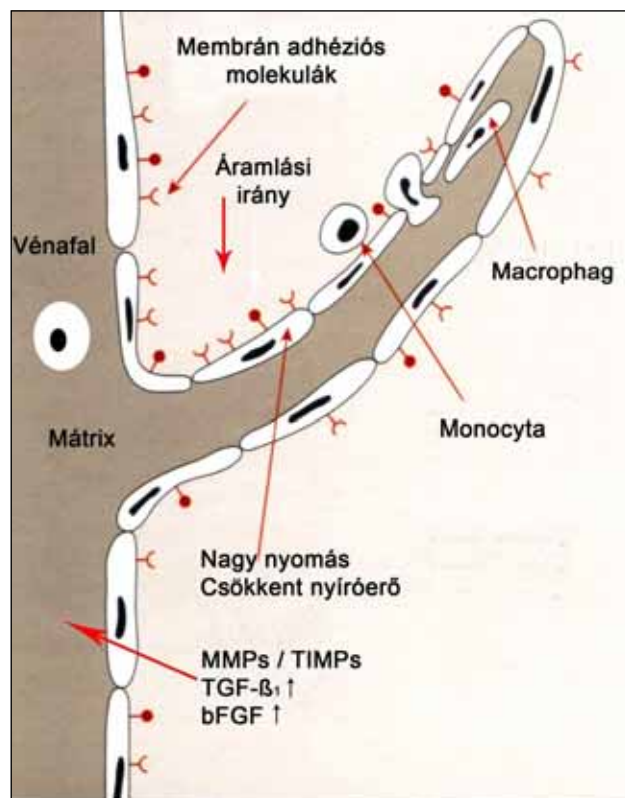 Membrán adhéziós
molekulák
Áramlási
irány
Vénafal
Macrophag
Mátrix
Monocyta
Nagy nyomás
Csökkent nyíróerő
MMPs / TIMPs
TGF-ß₁↑
bFGF ↑